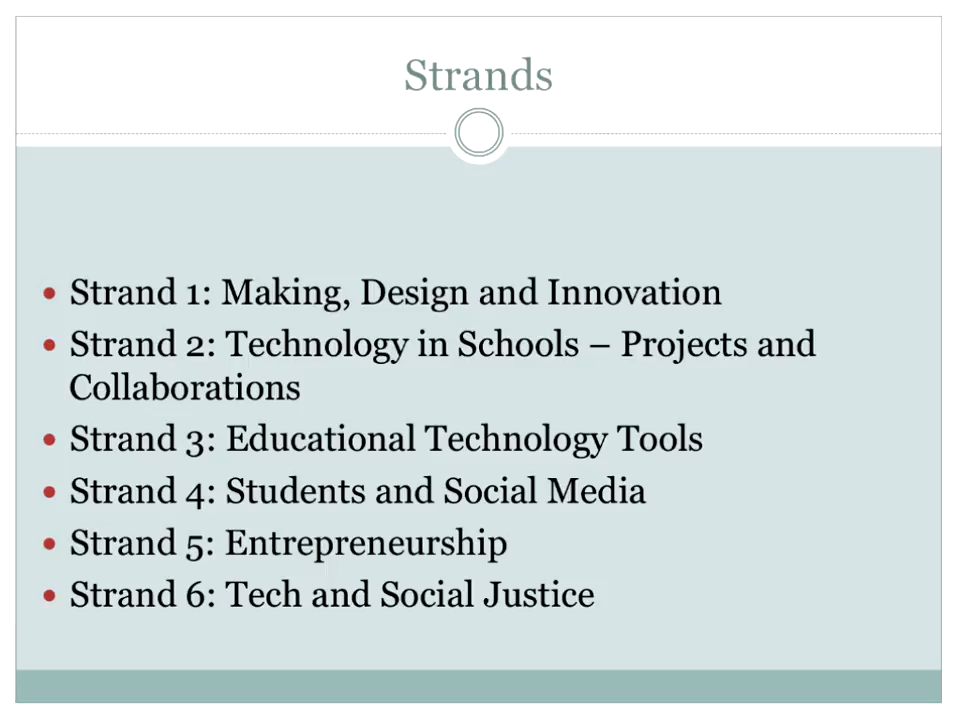 Strands
• Strand 1: Making, Design and Innovation
• Strand 2: Technology in Schools – Projects and
Collaborations
• Strand 3: Educational Technology Tools
• Strand 4: Students and Social Media
• Strand 5: Entrepreneurship
• Strand 6: Tech and Social Justice